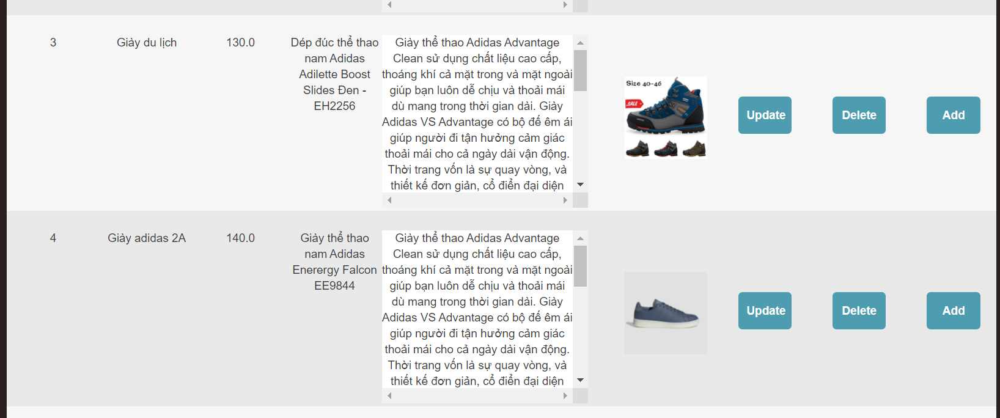 3
Giày du lịch
130.0
Dép đúc thể thao
nam Adidas
Adilette Boost
Slides Đen -
EH2256
Giày thể thao Adidas Advantage
Clean sử dụng chất liệu cao cấp,
thoáng khí cả mặt trong và mặt ngoài
giúp bạn luôn dễ chịu và thoải mái
dù mang trong thời gian dài. Giày
Adidas VS Advantage có bộ đế êm ái
giúp người đi tận hưởng cảm giác
thoải mái cho cả ngày dài vận động.
Thời trang vốn là sự quay vòng, và
thiết kế đơn giản, cổ điển đại diện
Size 40-46
SALE
Update
Delete
Add
4
Giày adidas 2A
140.0
Giày thể thao
nam Adidas
Enerergy Falcon
EE9844
Giày thể thao Adidas Advantage
Clean sử dụng chất liệu cao cấp,
thoáng khí cả mặt trong và mặt ngoài
giúp bạn luôn dễ chịu và thoải mái
dù mang trong thời gian dài. Giày
Adidas VS Advantage có bộ đế êm ái
giúp người đi tận hưởng cảm giác
thoải mái cho cả ngày dài vận động.
Thời trang vốn là sự quay vòng, và
thiết kế đơn giản, cổ điển đại diện
Update
Delete
Add